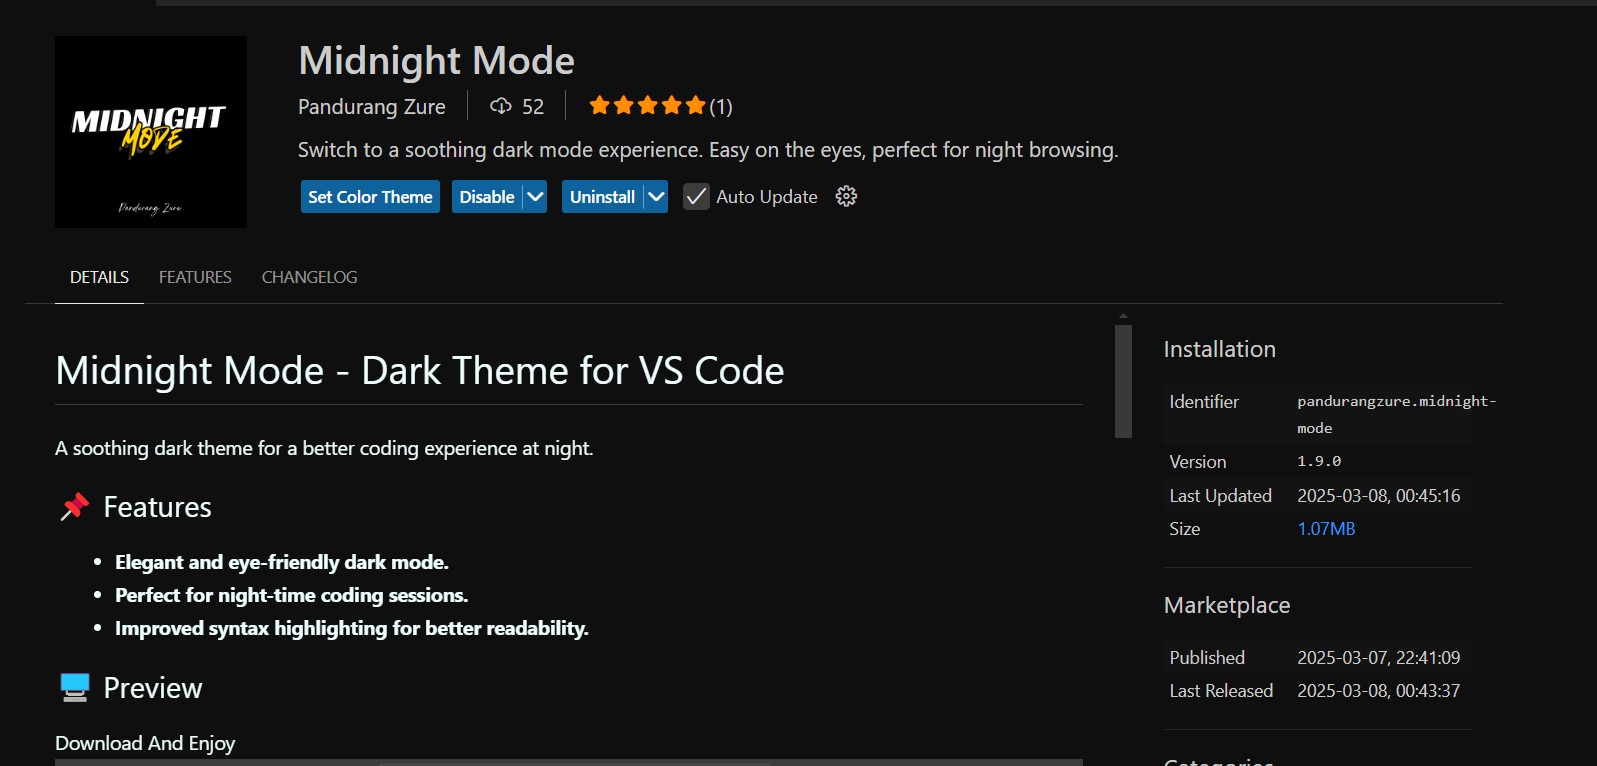 MIDNIGHT
MODE
Pandurang Zure
Midnight Mode
Pandurang Zure 52 (1)
Switch to a soothing dark mode experience. Easy on the eyes, perfect for night browsing.
Set Color Theme Disable Uninstall Auto Update
DETAILS FEATURES CHANGELOG
Midnight Mode - Dark Theme for VS Code
A soothing dark theme for a better coding experience at night.
Features
• Elegant and eye-friendly dark mode.
• Perfect for night-time coding sessions.
• Improved syntax highlighting for better readability.
Preview
Download And Enjoy
Installation
Identifier pandurangzure.midnight-
mode
Version 1.9.0
Last Updated 2025-03-08, 00:45:16
Size 1.07MB
Marketplace
Published 2025-03-07, 22:41:09
Last Released 2025-03-08, 00:43:37
Categories